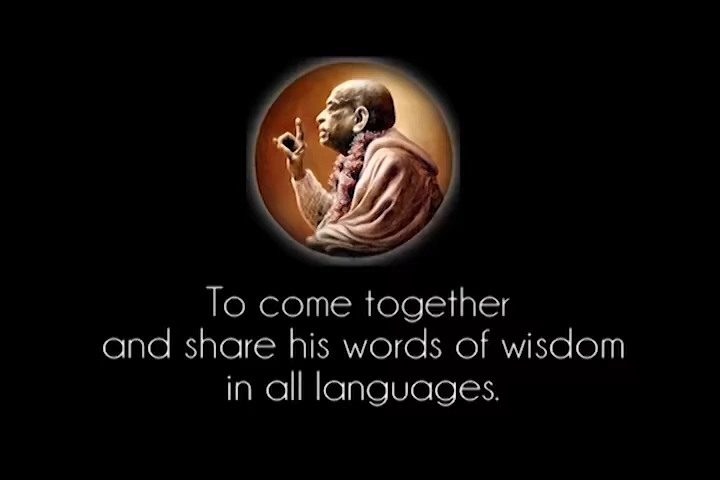 To come together
and share his words of wisdom
in all languages.